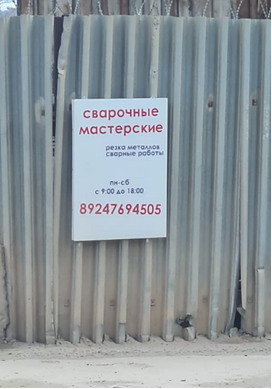 сварочные
мастерские
резка металлов
сварные работы
пн-сб
с 9:00 до 18:00
89247694505